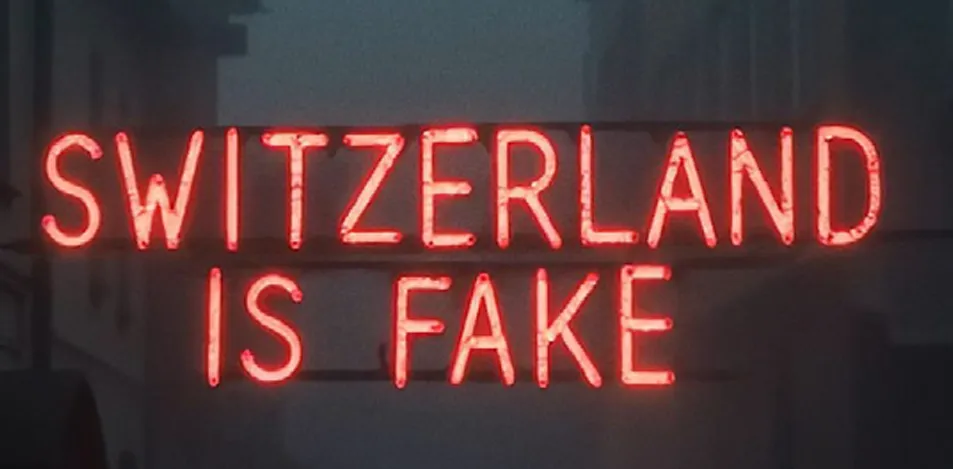 SWITZERLAND
IS FAKE